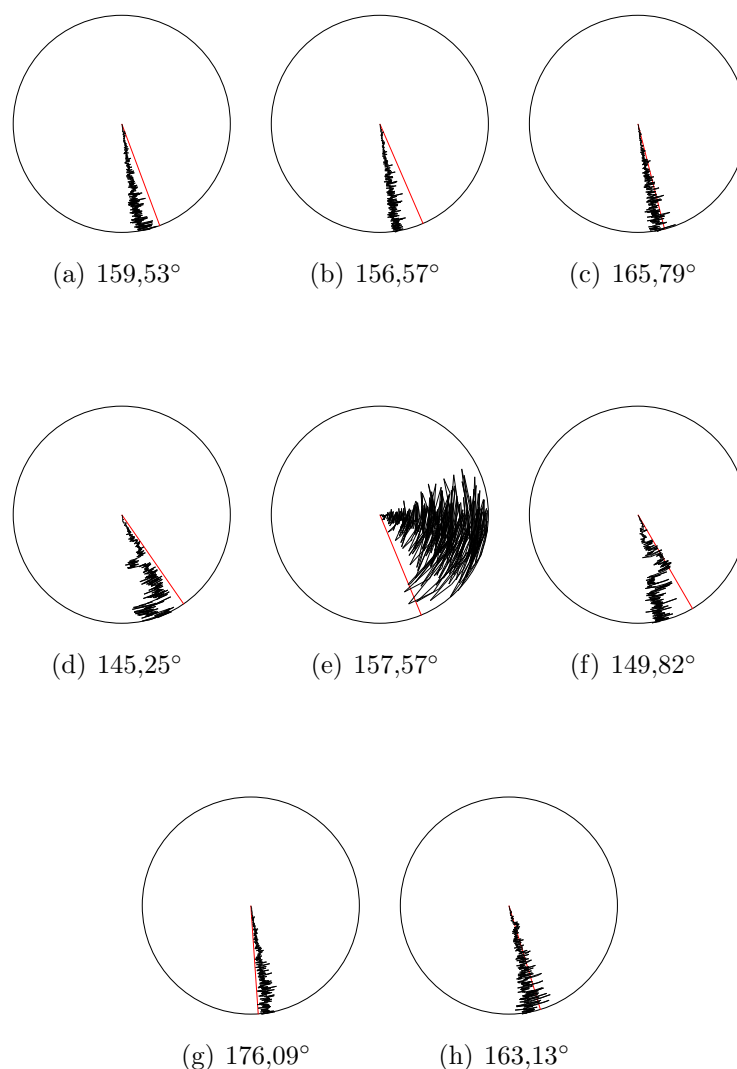 (a) 159,53°
(b) 156,57°
(c) 165,79°
(d) 145,25°
(e) 157,57°
(f) 149,82°
(g) 176,09°
(h) 163,13°